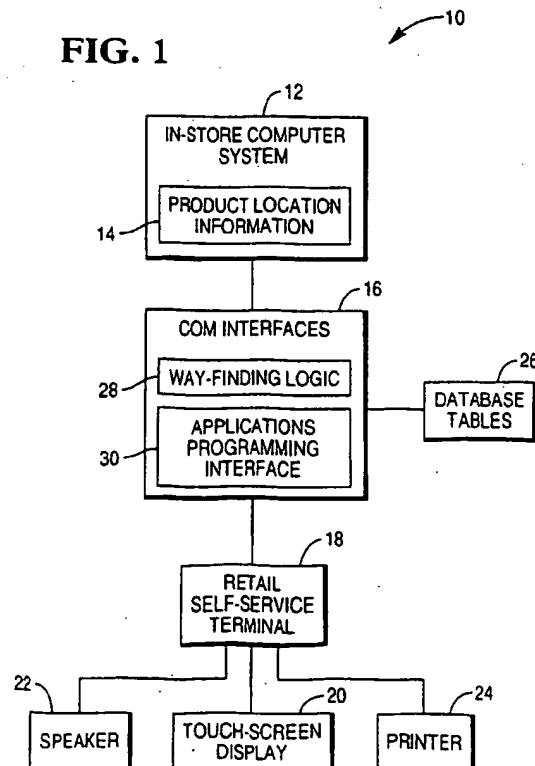 FIG. 1
10
12
IN-STORE COMPUTER
SYSTEM
14
PRODUCT LOCATION
INFORMATION
16
COM INTERFACES
28
WAY-FINDING LOGIC
26
DATABASE
TABLES
30
APPLICATIONS
PROGRAMMING
INTERFACE
18
RETAIL
SELF-SERVICE
TERMINAL
22
SPEAKER
20
TOUCH-SCREEN
DISPLAY
24
PRINTER